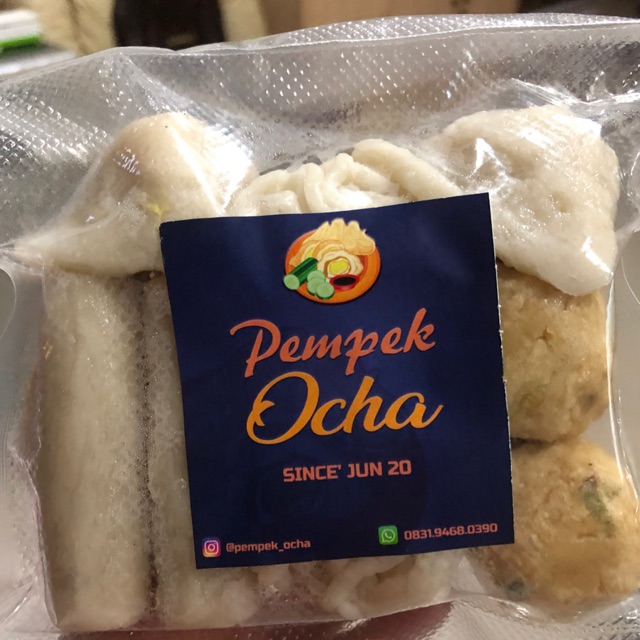 Pempek
Ocha
SINCE' JUN 20
@pempek_ocha
0831.9468.0390